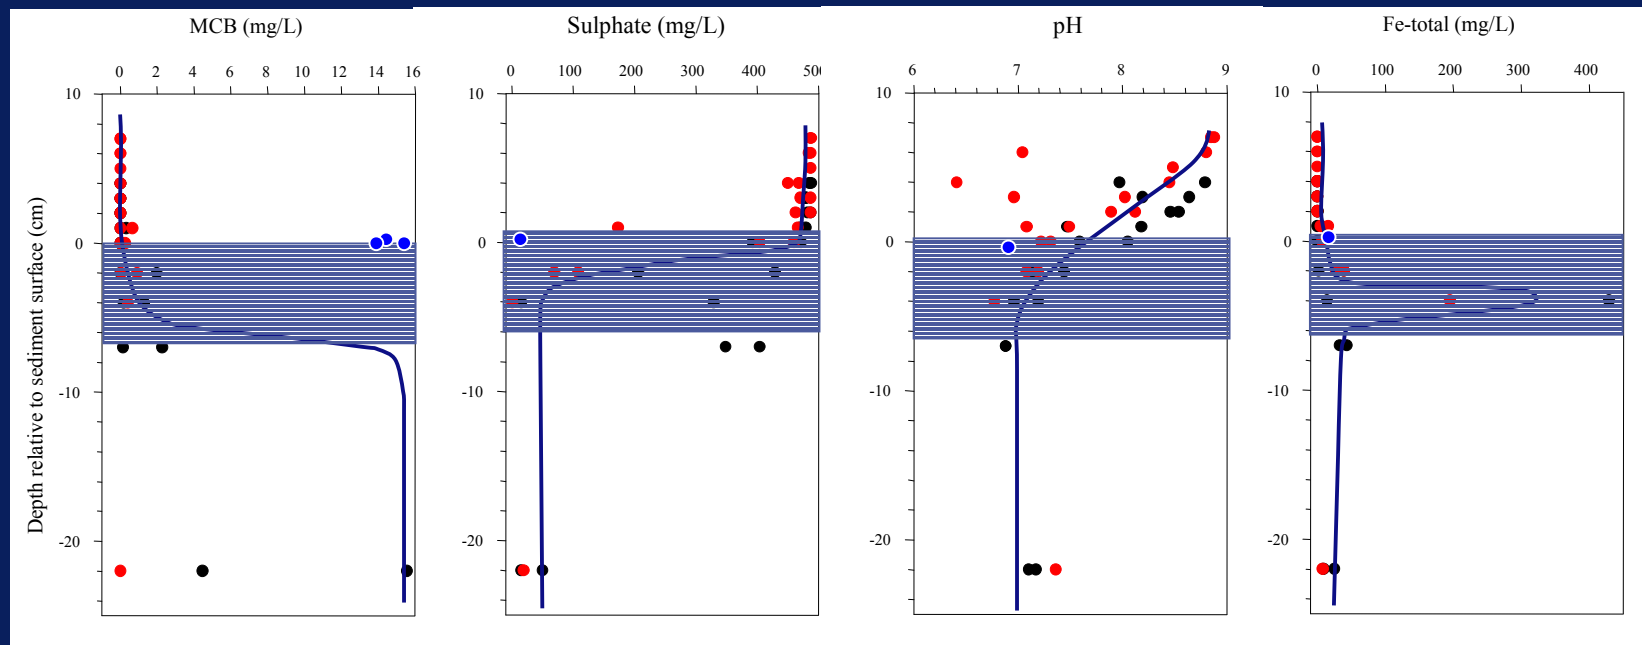 MCB (mg/L)
Sulphate (mg/L)
pH
Fe-total (mg/L)
0 2 4 6 8 10 12 14 16
0 100 200 300 400 50
6 7 8 9
0 100 200 300 400
10
0
-10
-20
10
0
-10
-20
10
0
-10
-20
10
0
-10
-20
Depth relative to sediment surface (cm)